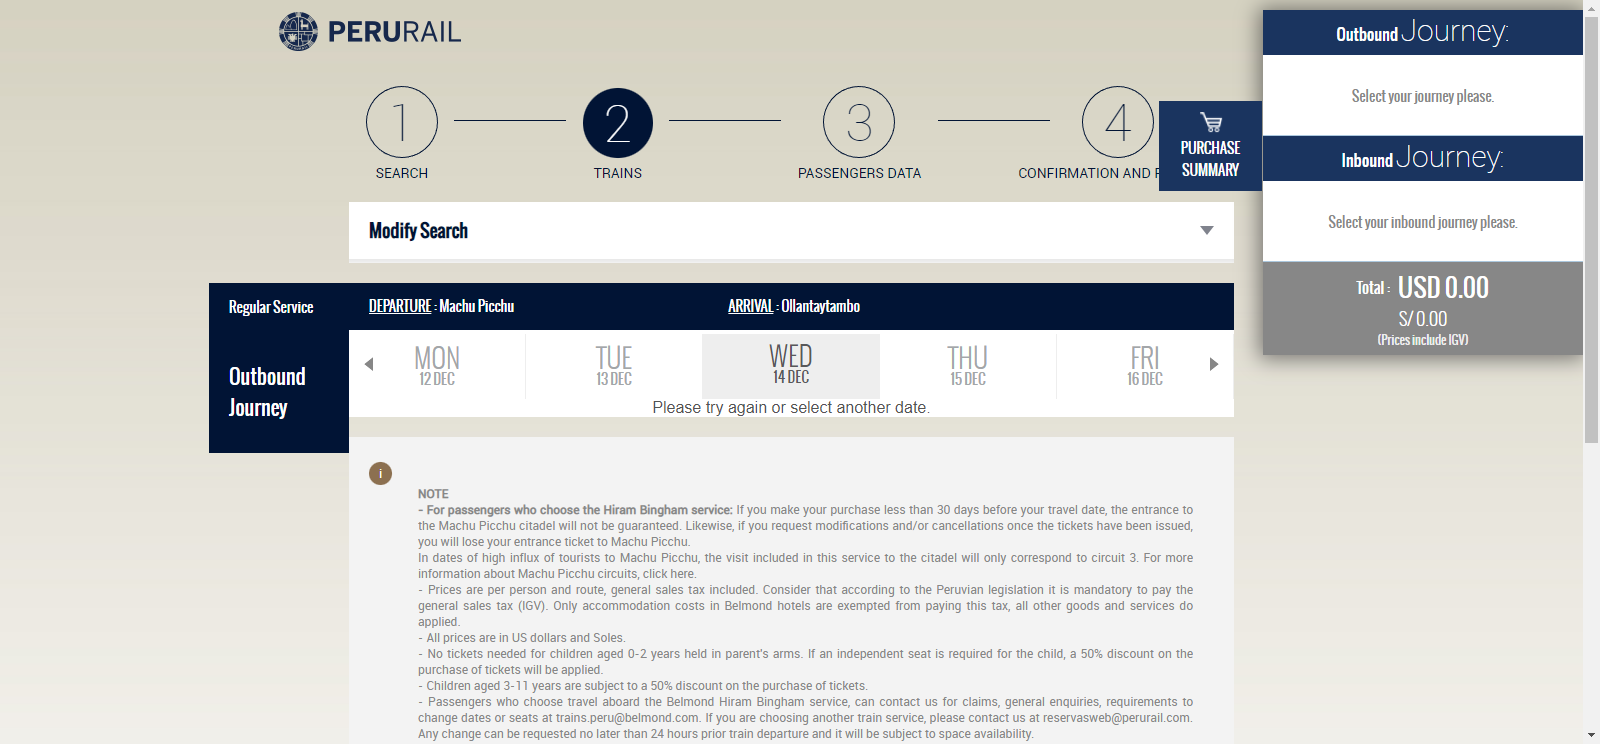 PERURAIL
1
2
3
4
SEARCH
TRAINS
PASSENGERS DATA
CONFIRMATION AND
PURCHASE
SUMMARY
Outbound Journey:
Select your journey please.
Inbound Journey:
Select your inbound journey please.
Total : USD 0.00
S/ 0.00
(Prices include IGV)
Modify Search
Regular Service
DEPARTURE : Machu Picchu
ARRIVAL : Ollantaytambo
Outbound
Journey
MON
12 DEC
TUE
13 DEC
WED
14 DEC
THU
15 DEC
FRI
16 DEC
Please try again or select another date.
i
NOTE
- For passengers who choose the Hiram Bingham service: If you make your purchase less than 30 days before your travel date, the entrance to
the Machu Picchu citadel will not be guaranteed. Likewise, if you request modifications and/or cancellations once the tickets have been issued,
you will lose your entrance ticket to Machu Picchu.
In dates of high influx of tourists to Machu Picchu, the visit included in this service to the citadel will only correspond to circuit 3. For more
information about Machu Picchu circuits, click here.
- Prices are per person and route, general sales tax included. Consider that according to the Peruvian legislation it is mandatory to pay the
general sales tax (IGV). Only accommodation costs in Belmond hotels are exempted from paying this tax, all other goods and services do
applied.
- All prices are in US dollars and Soles.
- No tickets needed for children aged 0-2 years held in parent's arms. If an independent seat is required for the child, a 50% discount on the
purchase of tickets will be applied.
- Children aged 3-11 years are subject to a 50% discount on the purchase of tickets.
- Passengers who choose travel aboard the Belmond Hiram Bingham service, can contact us for claims, general enquiries, requirements to
change dates or seats at trains.peru@belmond.com. If you are choosing another train service, please contact us at reservasweb@perurail.com.
Any change can be requested no later than 24 hours prior train departure and it will be subject to space availability.